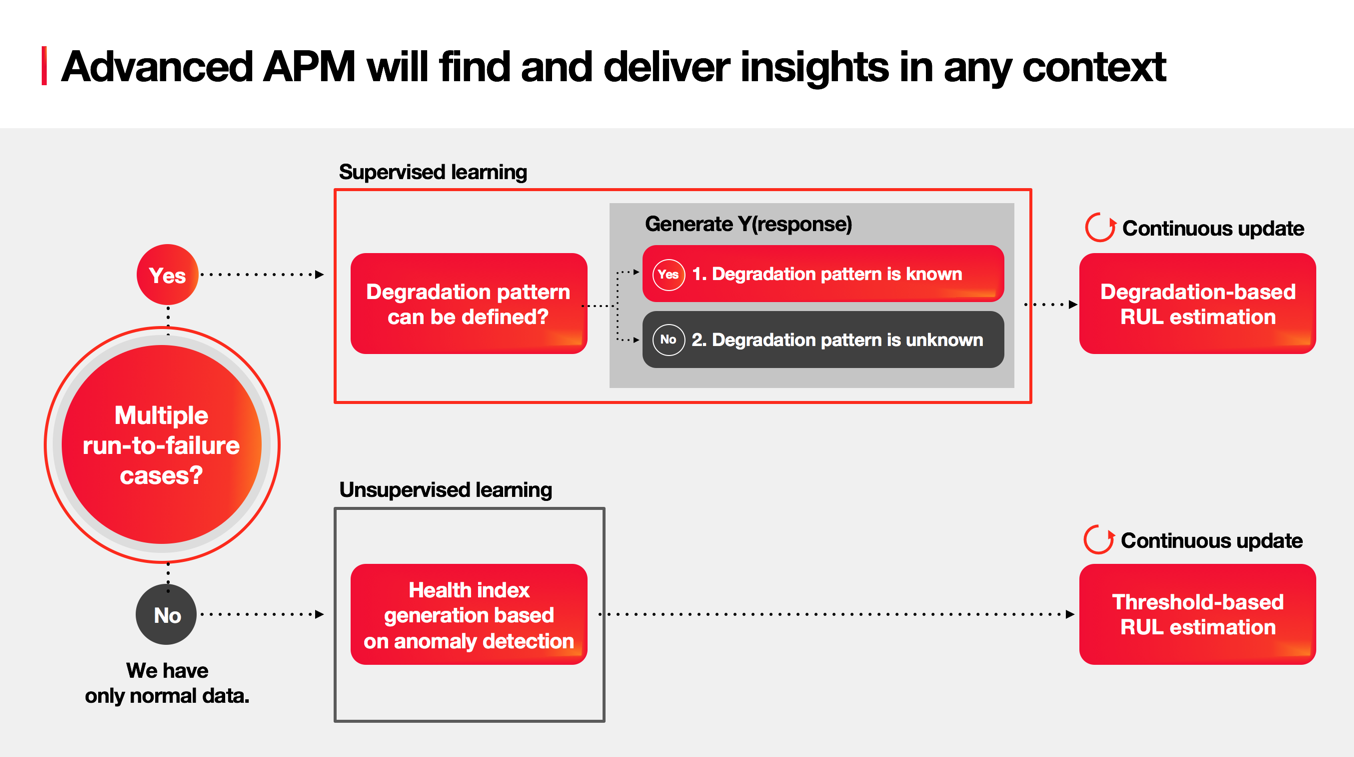 Advanced APM will find and deliver insights in any context
Supervised learning
Yes
Degradation pattern
can be defined?
Generate Y(response)
Yes 1. Degradation pattern is known
No 2. Degradation pattern is unknown
Continuous update
Degradation-based
RUL estimation
Multiple
run-to-failure
cases?
Unsupervised learning
No
We have
only normal data.
Health index
generation based
on anomaly detection
Continuous update
Threshold-based
RUL estimation